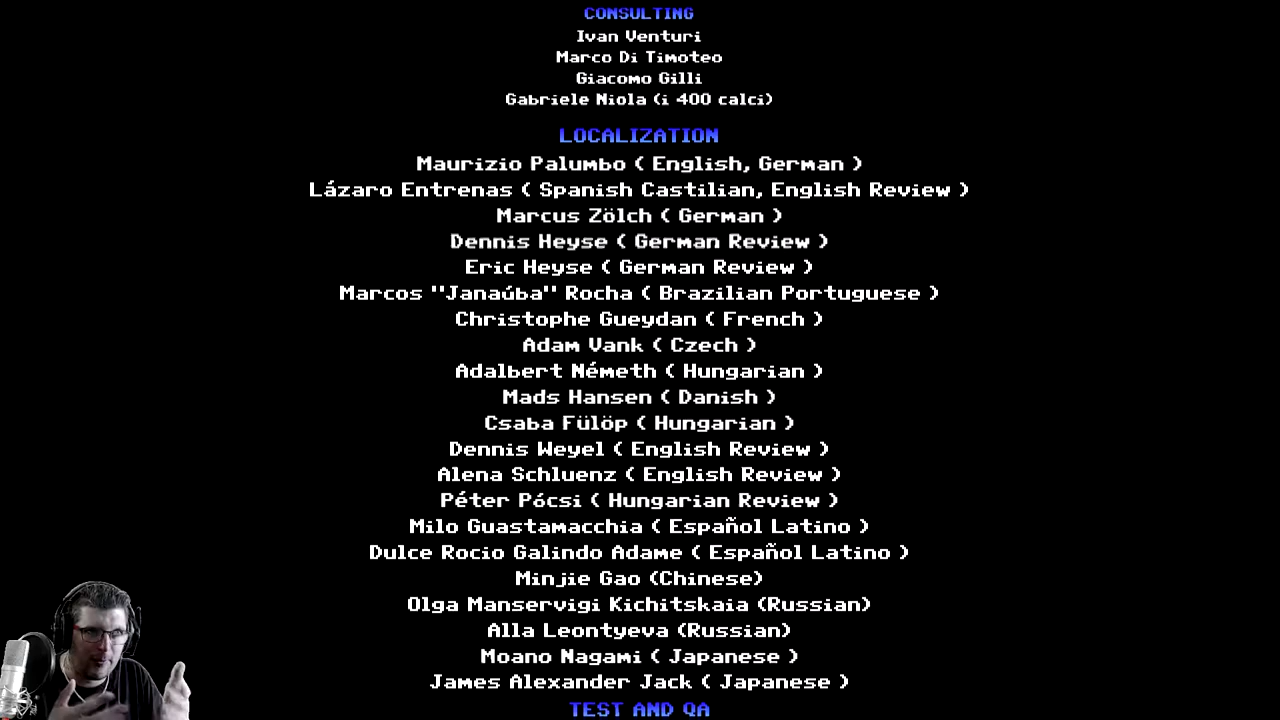 CONSULTING
Ivan Venturi
Marco Di Timoteo
Giacomo Gilli
Gabriele Niola (i 400 calci)
LOCALIZATION
Maurizio Palumbo ( English, German )
Lázaro Entrenas ( Spanish Castilian, English Review )
Marcus Zölch ( German )
Dennis Heyse ( German Review )
Eric Heyse ( German Review )
Marcos "Janaúba" Rocha ( Brazilian Portuguese )
Christophe Gueydan ( French )
Adam Vank ( Czech )
Adalbert Németh ( Hungarian )
Mads Hansen ( Danish )
Csaba Fülöp ( Hungarian )
Dennis Weyel ( English Review )
Alena Schluenz ( English Review )
Péter Pócsi ( Hungarian Review )
Milo Guastamacchia ( Español Latino )
Dulce Rocio Galindo Adame ( Español Latino )
Minjie Gao (Chinese)
Olga Manservigi Kichitskaia (Russian)
Alla Leontyeva (Russian)
Moano Nagami ( Japanese )
James Alexander Jack ( Japanese )
TEST AND QA